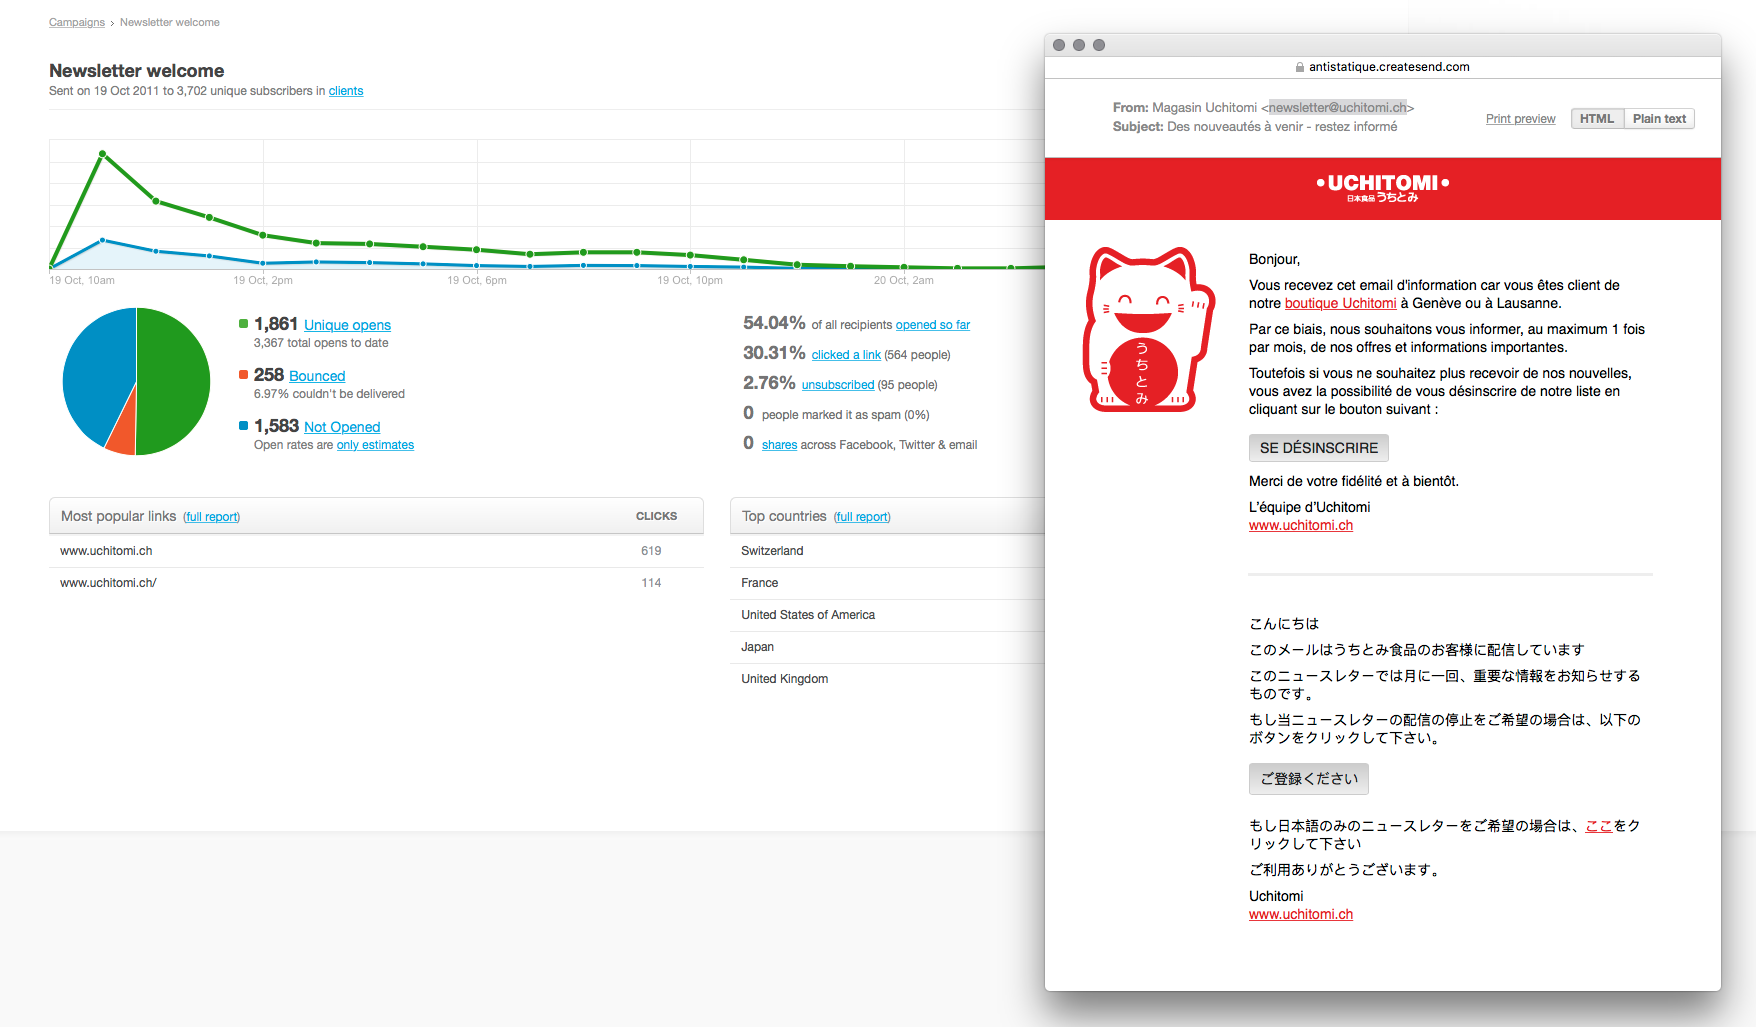 Campaigns › Newsletter welcome
Newsletter welcome
Sent on 19 Oct 2011 to 3,702 unique subscribers in clients
19 Oct, 10am
19 Oct, 2pm
19 Oct, 6pm
19 Oct, 10pm
20 Oct, 2am
1,861 Unique opens
3,367 total opens to date
258 Bounced
6.97% couldn't be delivered
1,583 Not Opened
Open rates are only estimates
54.04% of all recipients opened so far
30.31% clicked a link (564 people)
2.76% unsubscribed (95 people)
0 people marked it as spam (0%)
0 shares across Facebook, Twitter & email
Most popular links (full report) CLICKS
www.uchitomi.ch 619
www.uchitomi.ch/ 114
Top countries (full report)
Switzerland
France
United States of America
Japan
United Kingdom
antistatique.createsend.com
From: Magasin Uchitomi <newsletter@uchitomi.ch>
Subject: Des nouveautés à venir - restez informé
Print preview HTML Plain text
•UCHITOMI•
日本食品 うちとみ
うちとみ
Bonjour,
Vous recevez cet email d'information car vous êtes client de
notre boutique Uchitomi à Genève ou à Lausanne.
Par ce biais, nous souhaitons vous informer, au maximum 1 fois
par mois, de nos offres et informations importantes.
Toutefois si vous ne souhaitez plus recevoir de nos nouvelles,
vous avez la possibilité de vous désinscrire de notre liste en
cliquant sur le bouton suivant :
SE DÉSINSCRIRE
Merci de votre fidélité et à bientôt.
L'équipe d'Uchitomi
www.uchitomi.ch
こんにちは
このメールはうちとみ食品のお客様に配信しています
このニュースレターでは月に一回、重要な情報をお知らせする
ものです。
もし当ニュースレターの配信の停止をご希望の場合は、以下の
ボタンをクリックして下さい。
ご登録ください
もし日本語のみのニュースレターをご希望の場合は、ここをク
リックして下さい
ご利用ありがとうございます。
Uchitomi
www.uchitomi.ch